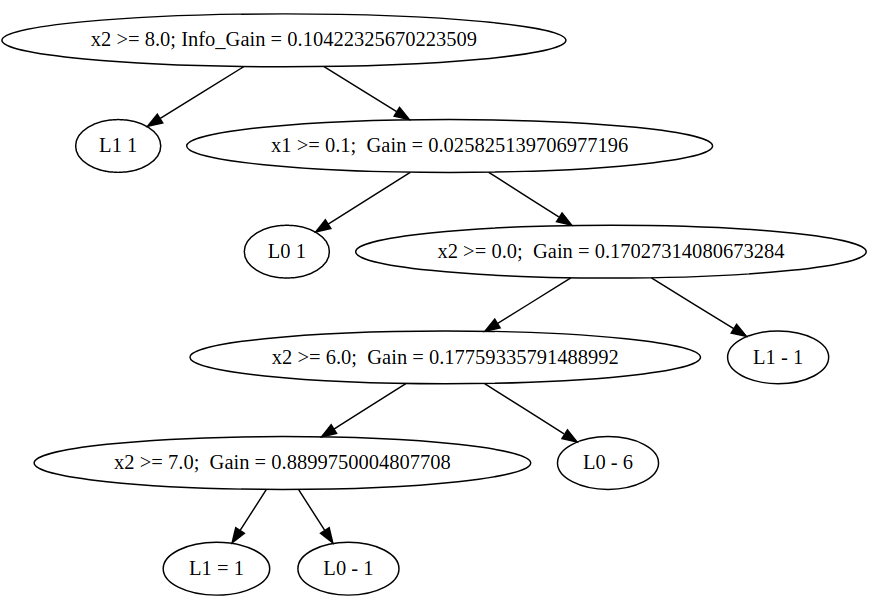 x2 >= 8.0; Info_Gain = 0.10422325670223509
L1 1
x1 >= 0.1;  Gain = 0.025825139706977196
L0 1
x2 >= 0.0;  Gain = 0.17027314080673284
x2 >= 6.0;  Gain = 0.17759335791488992
L1 - 1
x2 >= 7.0;  Gain = 0.8899750004807708
L0 - 6
L1 = 1
L0 - 1